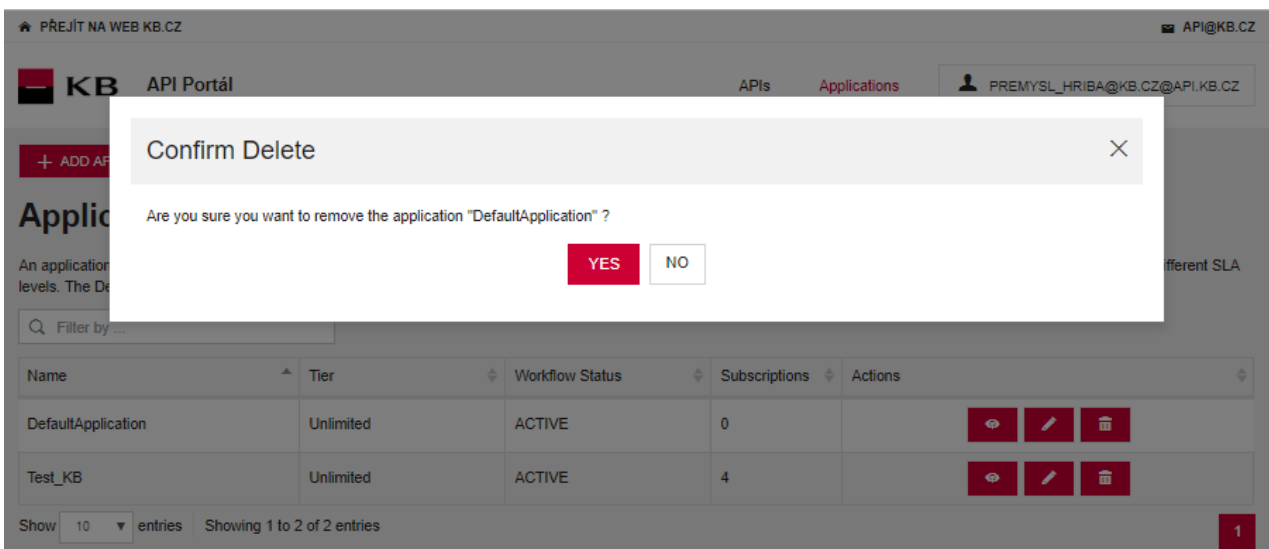 PŘEJÍT NA WEB KB.CZ
API@KB.CZ
KB API Portál
APIs
Applications
PREMYSL_HRIBA@KB.CZ@API.KB.CZ
Confirm Delete
Are you sure you want to remove the application "DefaultApplication" ?
YES
NO
+ ADD AP
Applic
An application
ifferent SLA
levels. The De
Filter by ...
Name Tier Workflow Status Subscriptions Actions
DefaultApplication Unlimited ACTIVE 0
Test_KB Unlimited ACTIVE 4
Show 10 entries Showing 1 to 2 of 2 entries
1